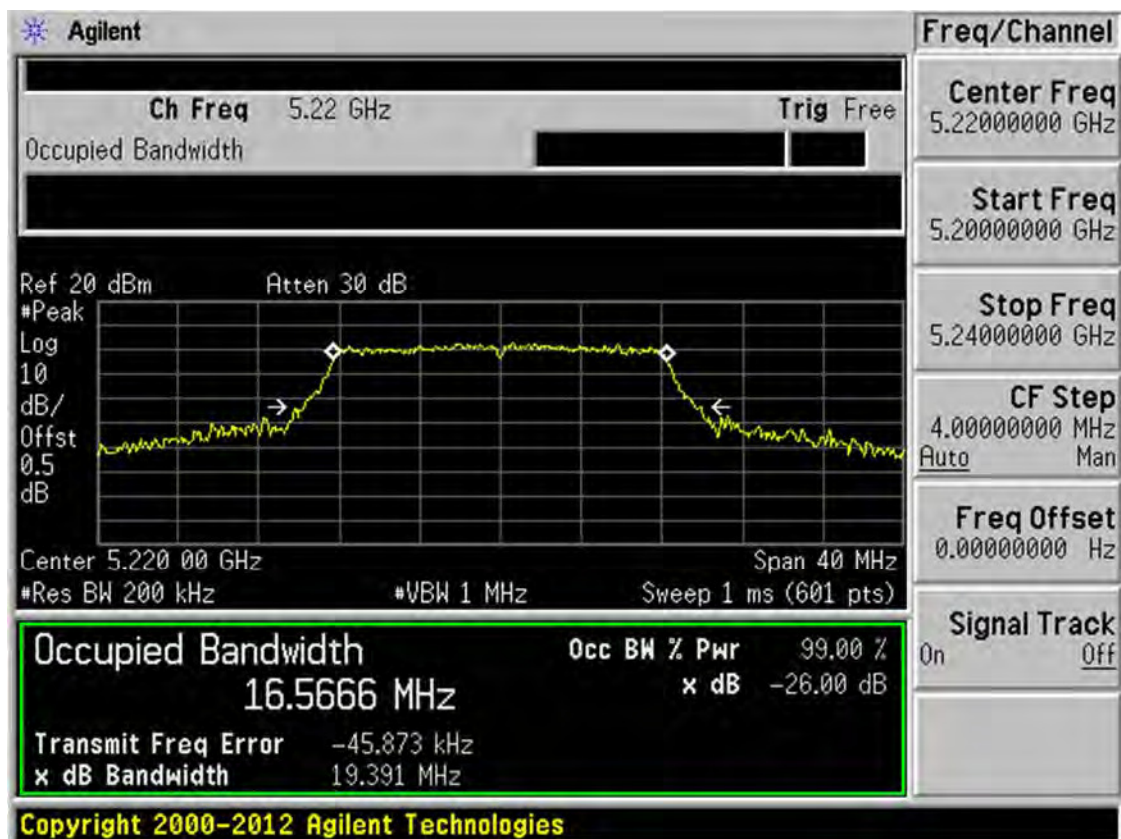 Agilent
Freq/Channel
Ch Freq 5.22 GHz Trig Free
Occupied Bandwidth
Center Freq
5.22000000 GHz
Start Freq
5.20000000 GHz
Stop Freq
5.24000000 GHz
CF Step
4.00000000 MHz
Auto Man
Freq Offset
0.00000000 Hz
Signal Track
On Off
Ref 20 dBm Atten 30 dB
#Peak
Log
10
dB/
Offst
0.5
dB
Center 5.220 00 GHz Span 40 MHz
#Res BW 200 kHz #VBW 1 MHz Sweep 1 ms (601 pts)
Occupied Bandwidth Occ BW % Pwr 99.00 %
16.5666 MHz x dB -26.00 dB
Transmit Freq Error -45.873 kHz
x dB Bandwidth 19.391 MHz
Copyright 2000-2012 Agilent Technologies